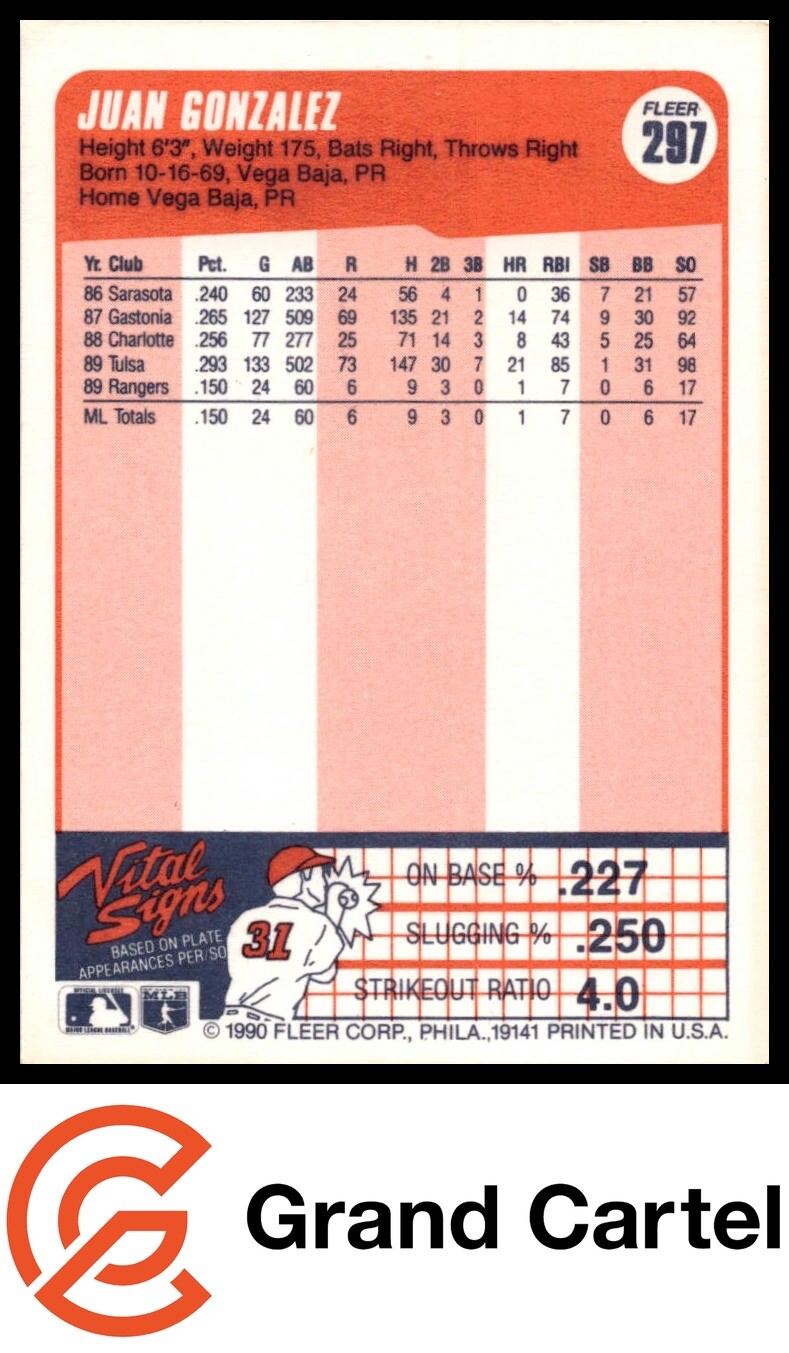 JUAN GONZALEZ
FLEER
297
Height 6'3", Weight 175, Bats Right, Throws Right
Born 10-16-69, Vega Baja, PR
Home Vega Baja, PR
Yr. Club Pct. G AB R H 2B 3B HR RBI SB BB SO
86 Sarasota .240 60 233 24 56 4 1 0 36 7 21 57
87 Gastonia .265 127 509 69 135 21 2 14 74 9 30 92
88 Charlotte .256 77 277 25 71 14 3 8 43 5 25 64
89 Tulsa .293 133 502 73 147 30 7 21 85 1 31 98
89 Rangers .150 24 60 6 9 3 0 1 7 0 6 17
ML Totals .150 24 60 6 9 3 0 1 7 0 6 17
Vital
Signs
BASED ON PLATE
APPEARANCES PER/SO
31
ON BASE % .227
SLUGGING % .250
STRIKEOUT RATIO 4.0
OFFICIAL LICENSEE
MAJOR LEAGUE BASEBALL
MLB
© 1990 FLEER CORP., PHILA.,19141 PRINTED IN U.S.A.
Grand Cartel